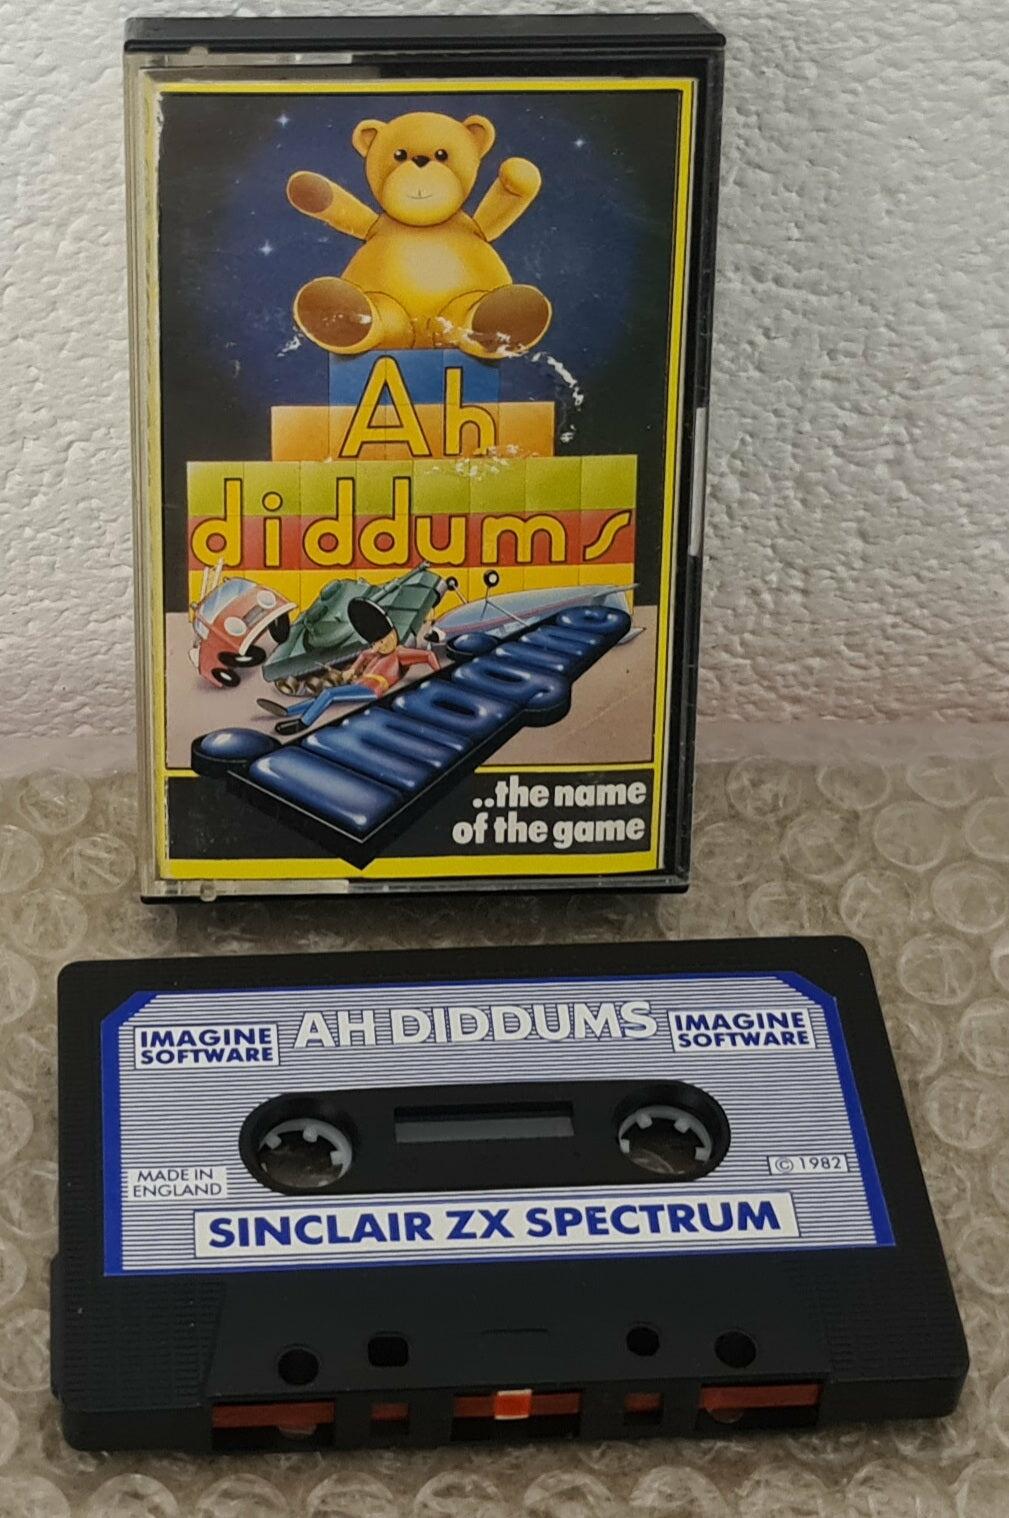 Ah
diddums
imagine
..the name
of the game
IMAGINE
SOFTWARE
AH DIDDUMS
IMAGINE
SOFTWARE
MADE IN
ENGLAND
© 1982
SINCLAIR ZX SPECTRUM